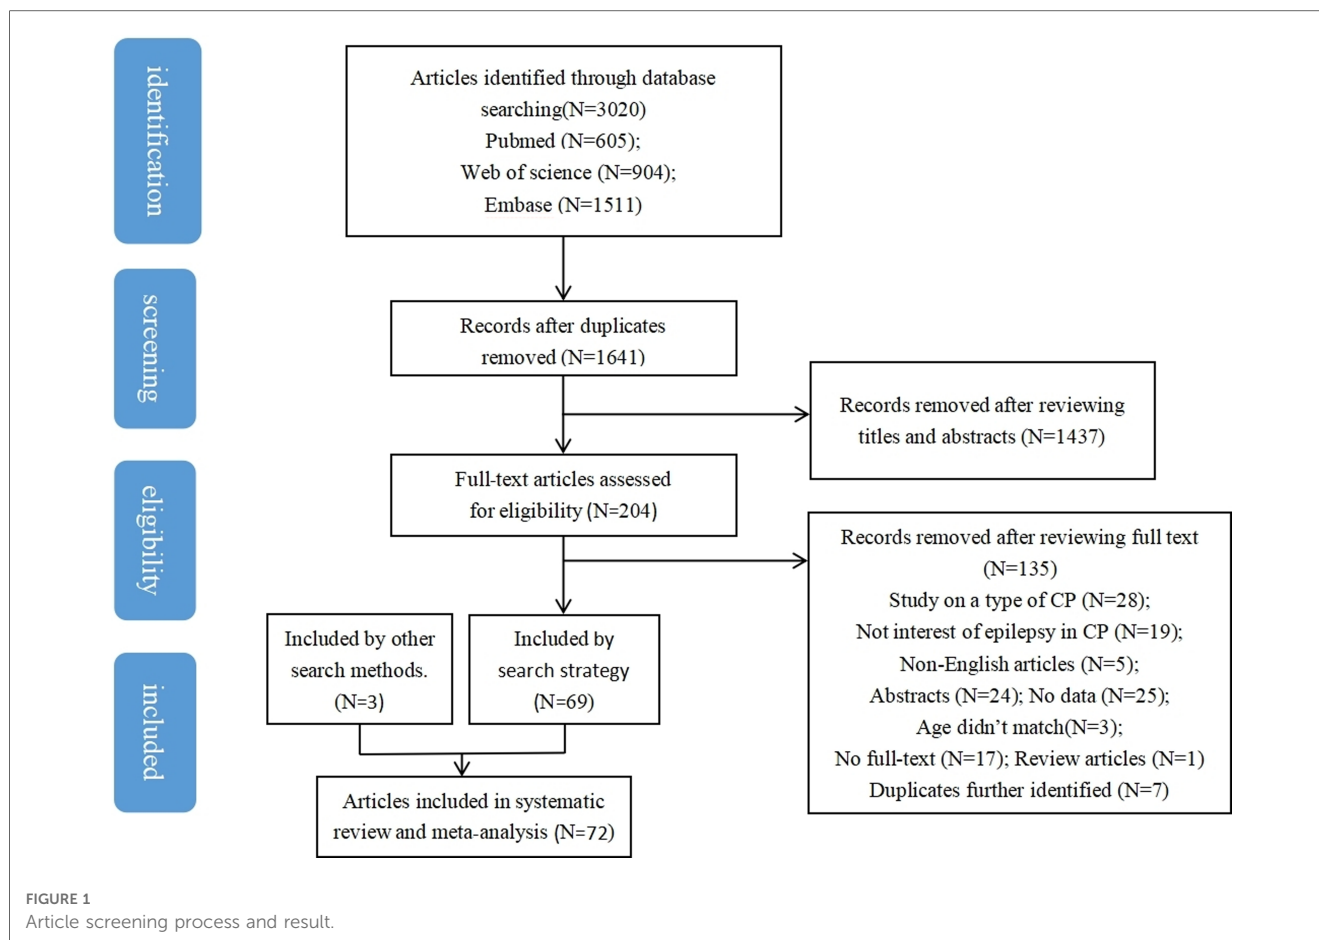 identification
Articles identified through database
searching(N=3020)
Pubmed (N=605);
Web of science (N=904);
Embase (N=1511)
screening
Records after duplicates
removed (N=1641)
Records removed after reviewing
titles and abstracts (N=1437)
eligibility
Full-text articles assessed
for eligibility (N=204)
Records removed after reviewing full text
(N=135)
Study on a type of CP (N=28);
Not interest of epilepsy in CP (N=19);
Non-English articles (N=5);
Abstracts (N=24); No data (N=25);
Age didn’t match(N=3);
No full-text (N=17); Review articles (N=1)
Duplicates further identified (N=7)
included
Included by other
search methods.
(N=3)
Included by
search strategy
(N=69)
Articles included in systematic
review and meta-analysis (N=72)
FIGURE 1
Article screening process and result.